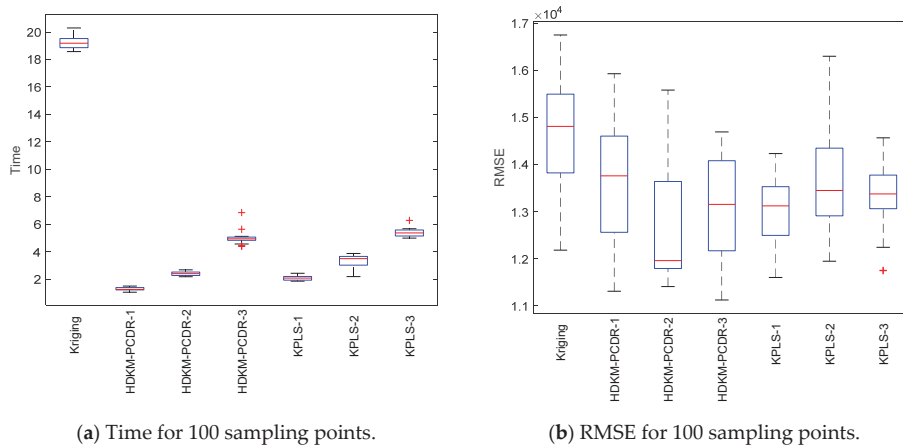 20
18
16
14
12
10
8
6
4
2
Time
Kriging
HDKM-PCDR-1
HDKM-PCDR-2
HDKM-PCDR-3
KPLS-1
KPLS-2
KPLS-3
(a) Time for 100 sampling points.
×10⁴
1.7
1.6
1.5
1.4
1.3
1.2
1.1
RMSE
Kriging
HDKM-PCDR-1
HDKM-PCDR-2
HDKM-PCDR-3
KPLS-1
KPLS-2
KPLS-3
(b) RMSE for 100 sampling points.